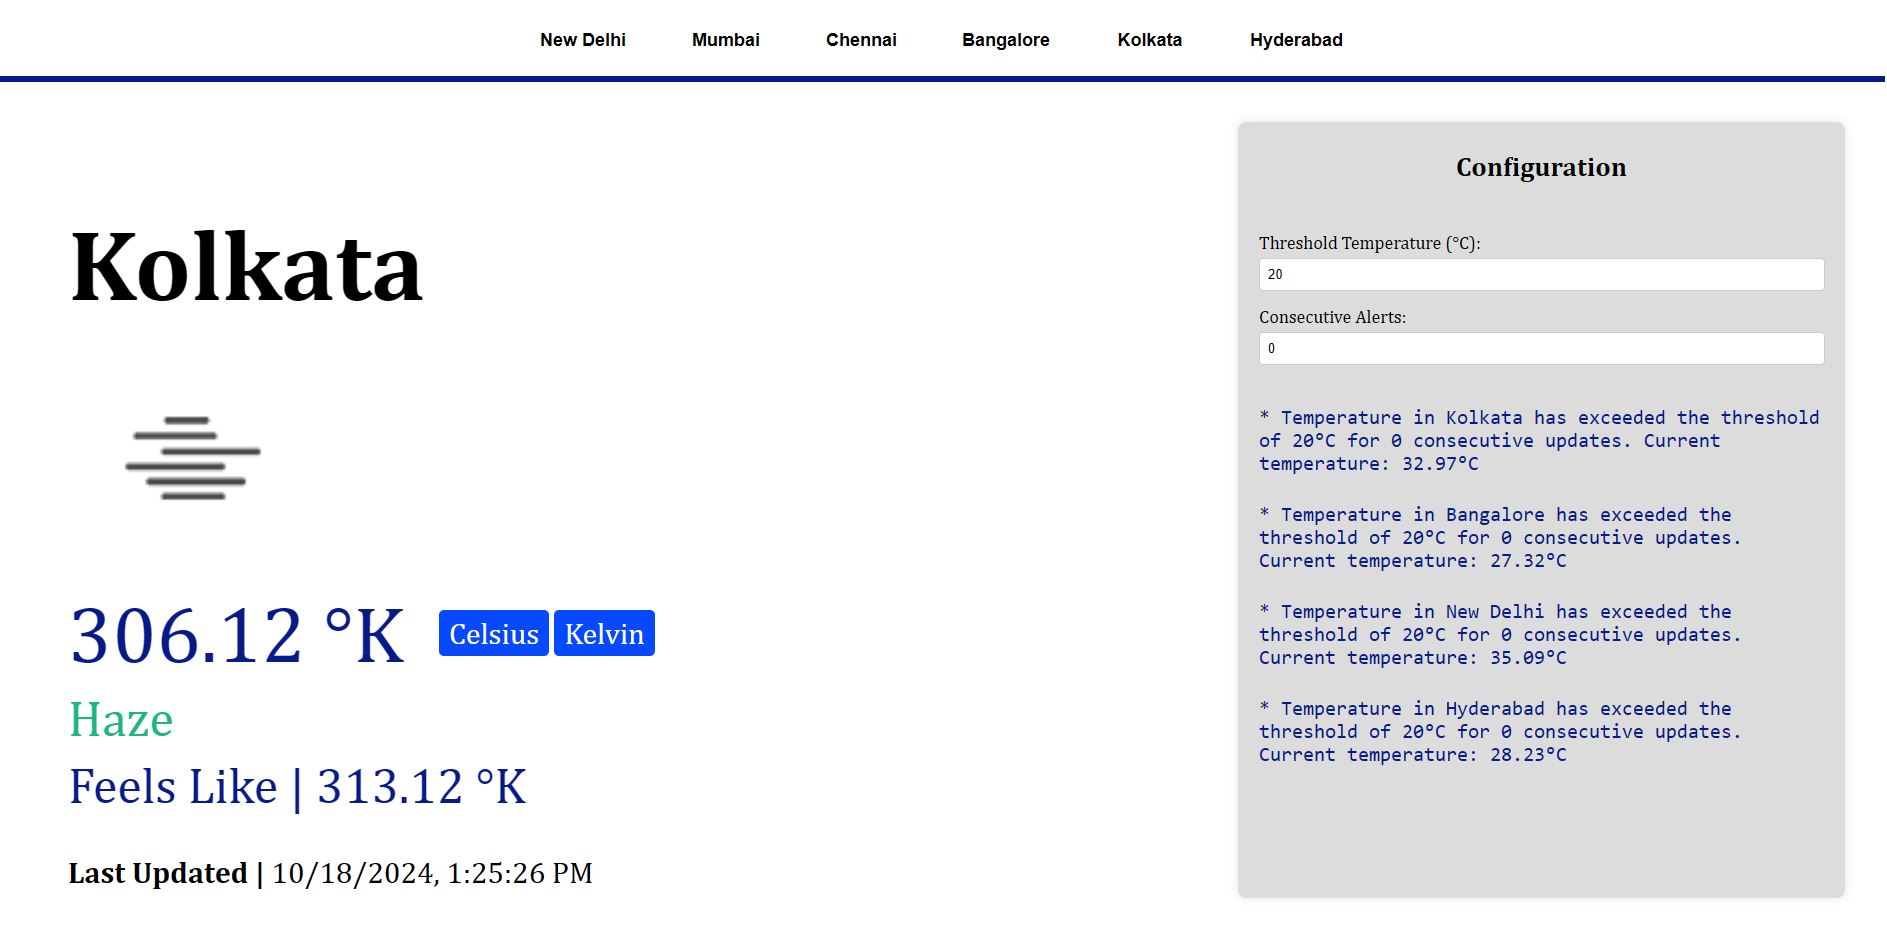 New Delhi Mumbai Chennai Bangalore Kolkata Hyderabad
Kolkata
306.12 °K Celsius Kelvin
Haze
Feels Like | 313.12 °K
Last Updated | 10/18/2024, 1:25:26 PM
Configuration
Threshold Temperature (°C):
20
Consecutive Alerts:
0
* Temperature in Kolkata has exceeded the threshold
of 20°C for 0 consecutive updates. Current
temperature: 32.97°C
* Temperature in Bangalore has exceeded the
threshold of 20°C for 0 consecutive updates.
Current temperature: 27.32°C
* Temperature in New Delhi has exceeded the
threshold of 20°C for 0 consecutive updates.
Current temperature: 35.09°C
* Temperature in Hyderabad has exceeded the
threshold of 20°C for 0 consecutive updates.
Current temperature: 28.23°C